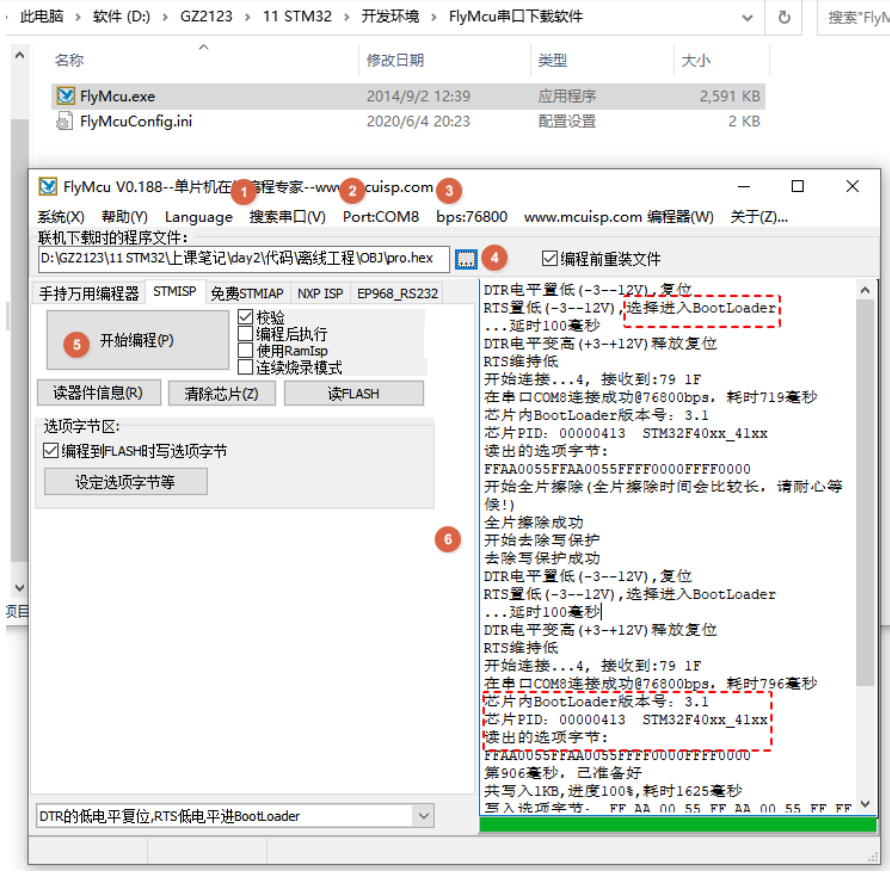 此电脑 › 软件 (D:) › GZ2123 › 11 STM32 › 开发环境 › FlyMcu串口下载软件
搜索"FlyM
名称 修改日期 类型 大小
FlyMcu.exe 2014/9/2 12:39 应用程序 2,591 KB
FlyMcuConfig.ini 2020/6/4 20:23 配置设置 2 KB
FlyMcu V0.188--单片机在 编程专家--www cuisp.com
1 2 3
系统(X) 帮助(Y) Language 搜索串口(V) Port:COM8 bps:76800 www.mcuisp.com 编程器(W) 关于(Z)...
联机下载时的程序文件:
D:\GZ2123\11 STM32\上课笔记\day2\代码\离线工程\OBJ\pro.hex ... 4 编程前重装文件
手持万用编程器 STMISP 免费STMIAP NXP ISP EP968_RS232
5 开始编程(P)
校验
编程后执行
使用RamIsp
连续烧录模式
读器件信息(R) 清除芯片(Z) 读FLASH
选项字节区:
编程到FLASH时写选项字节
设定选项字节等
6
DTR的低电平复位,RTS低电平进BootLoader
DTR电平置低(-3--12V),复位
RTS置低(-3--12V),选择进入BootLoader
...延时100毫秒
DTR电平变高(+3-+12V)释放复位
RTS维持低
开始连接...4, 接收到:79 1F
在串口COM8连接成功@76800bps, 耗时719毫秒
芯片内BootLoader版本号: 3.1
芯片PID: 00000413 STM32F40xx_41xx
读出的选项字节:
FFAA0055FFAA0055FFFF0000FFFF0000
开始全片擦除(全片擦除时间会比较长, 请耐心等
候!)
全片擦除成功
开始去除写保护
去除写保护成功
DTR电平置低(-3--12V),复位
RTS置低(-3--12V),选择进入BootLoader
...延时100毫秒
DTR电平变高(+3-+12V)释放复位
RTS维持低
开始连接...4, 接收到:79 1F
在串口COM8连接成功@76800bps, 耗时796毫秒
芯片内BootLoader版本号: 3.1
芯片PID: 00000413 STM32F40xx_41xx
读出的选项字节:
FFAA0055FFAA0055FFFF0000FFFF0000
第906毫秒, 已准备好
共写入1KB,进度100%,耗时1625毫秒
写入选项字节: FF AA 00 55 FF AA 00 55 FF FF
项目